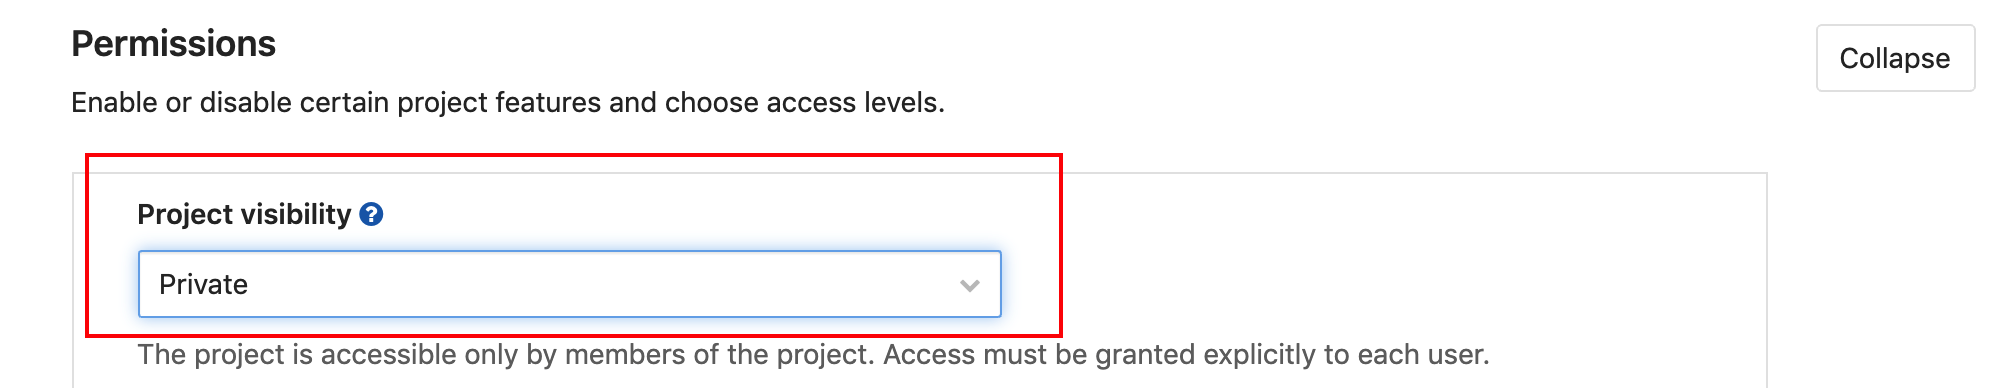 Permissions
Collapse
Enable or disable certain project features and choose access levels.
Project visibility ?
Private
The project is accessible only by members of the project. Access must be granted explicitly to each user.